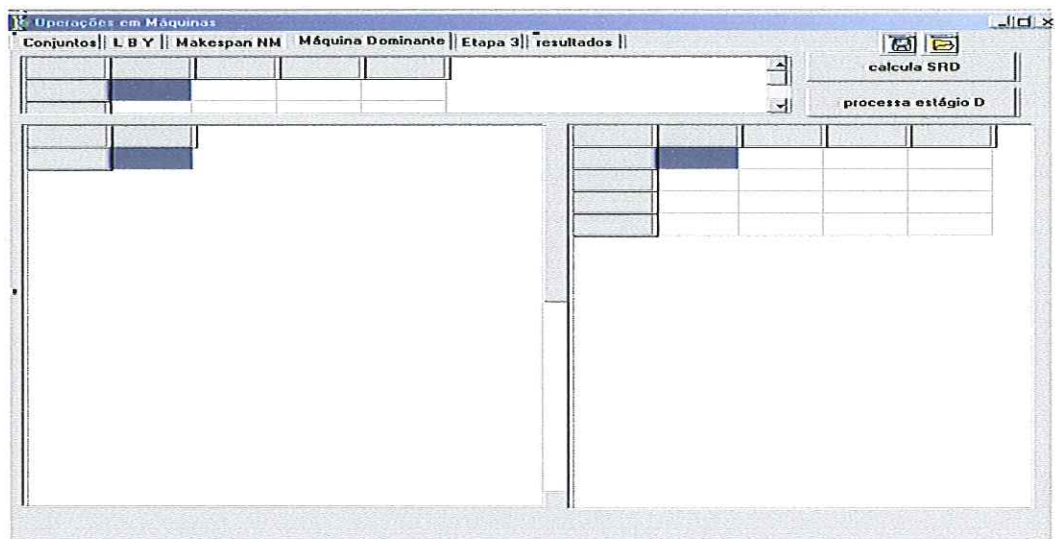 Operações em Máquinas
Conjuntos L B Y Makespan NM Máquina Dominante Etapa 3 resultados
calcula SRD
processa estágio D